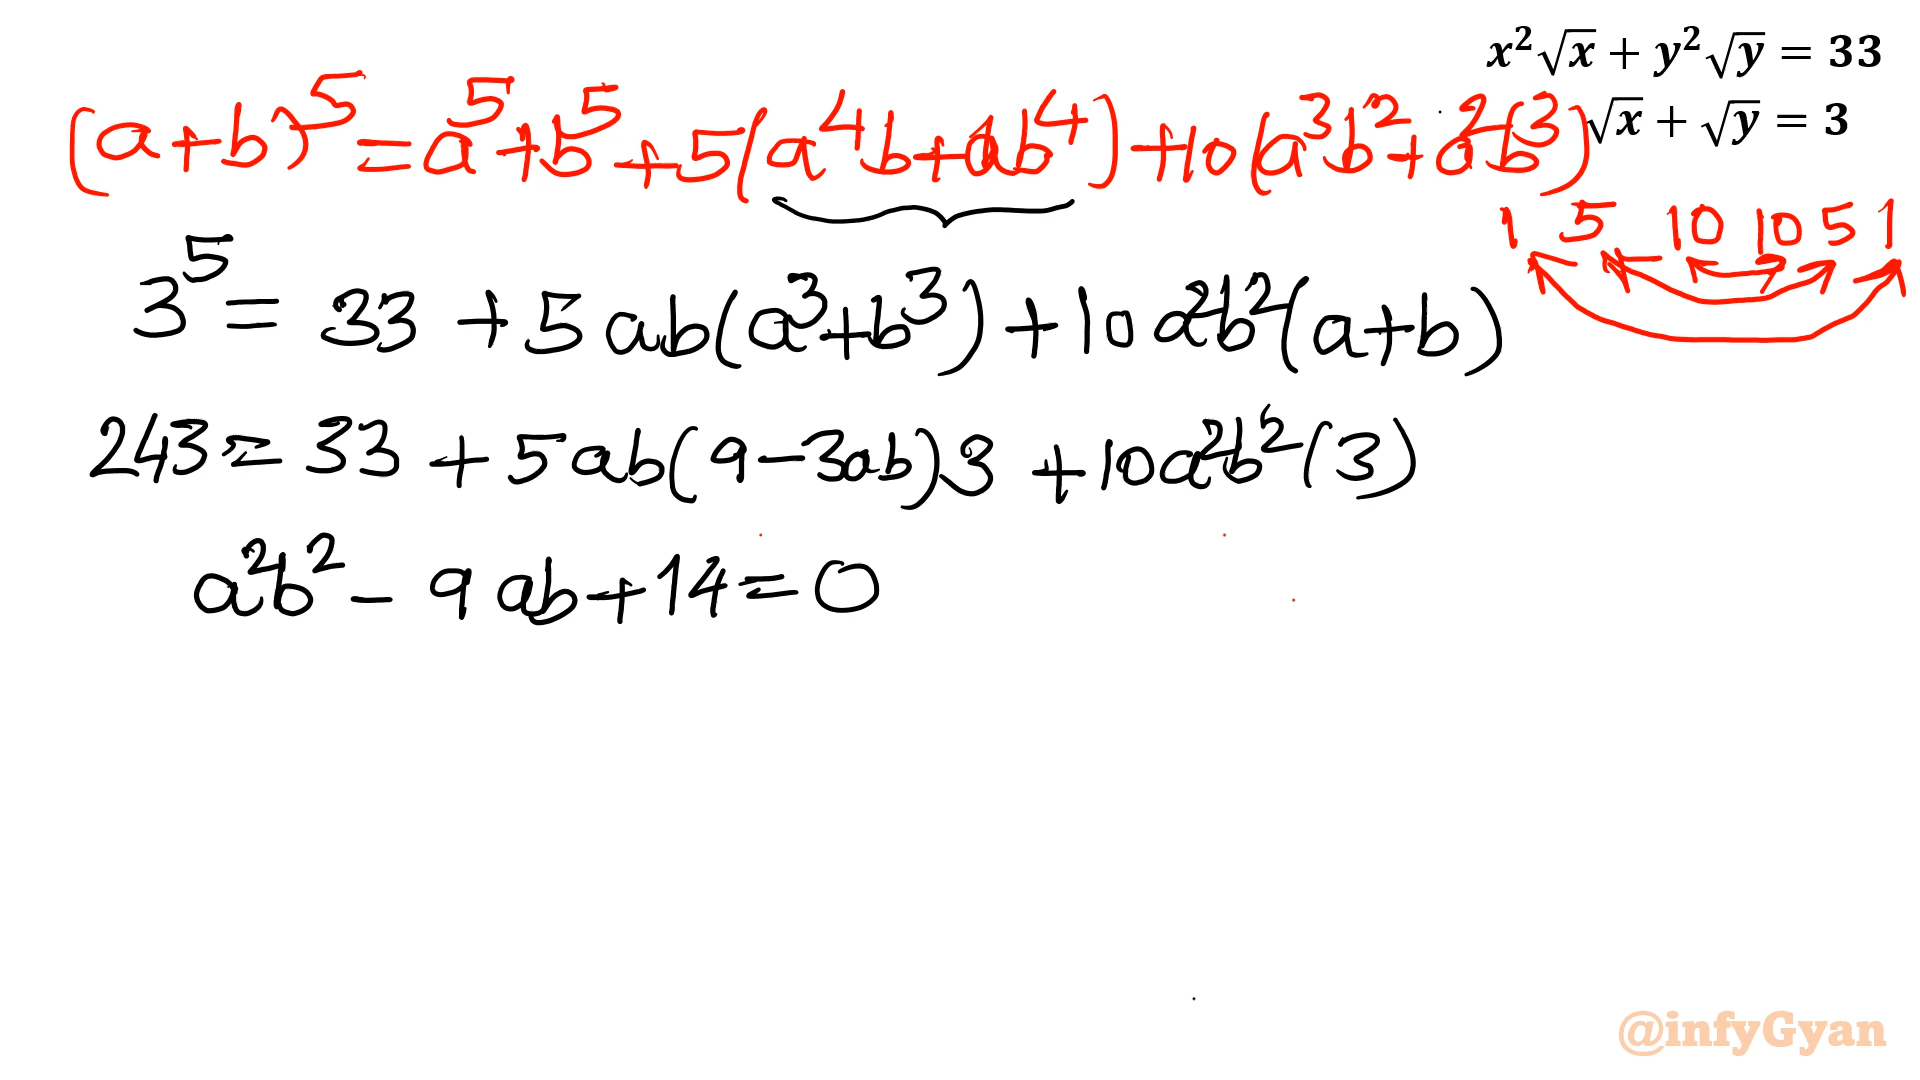 x²√x + y²√y = 33
√x + √y = 3
(a+b)⁵ = a⁵+b⁵+5(a⁴b+ab⁴)+10(a³b²+a²b³)
1 5 10 10 5 1
3⁵ = 33 + 5ab(a³+b³)+10a²b²(a+b)
243 = 33 + 5ab(9-3ab)3 +10a²b²(3)
a²b² - 9ab+14=0
@infyGyan